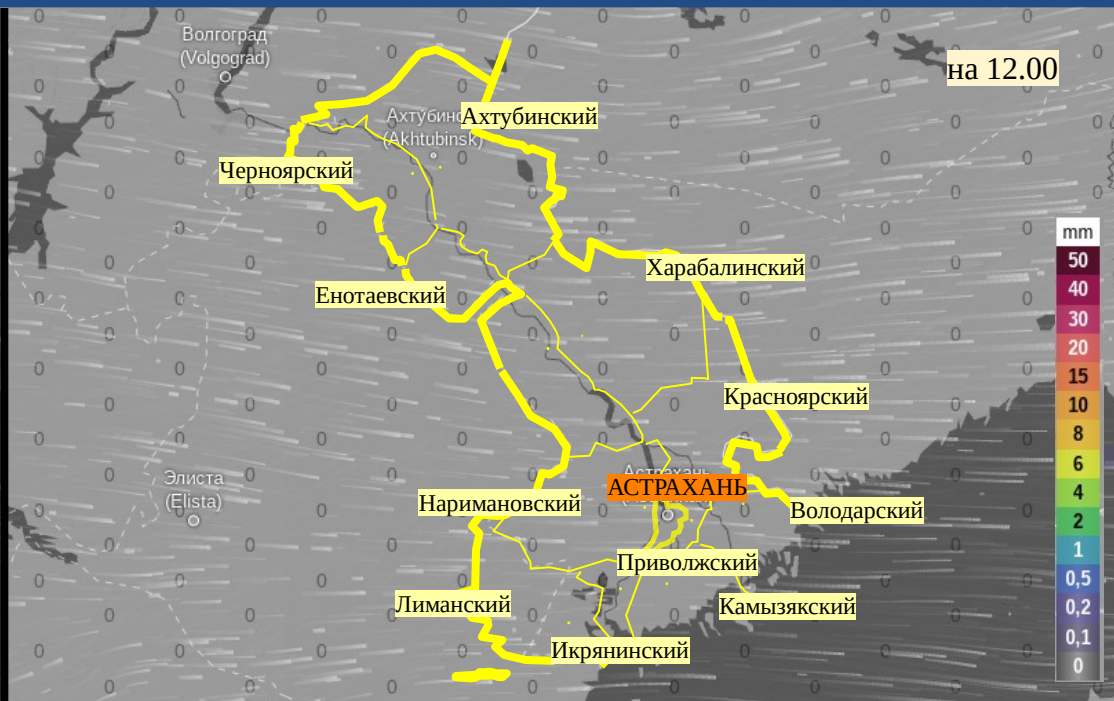 Волгоград
(Volgograd)
на 12.00
Ахтубинский
(Akhtubinsk)
Черноярский
mm
50
40
30
20
15
10
8
6
4
2
1
0,5
0,2
0,1
0
Харабалинский
Енотаевский
Красноярский
Элиста
(Elista)
Астрахань
АСТРАХАНЬ
Наримановский
Володарский
Приволжский
Лиманский
Камызякский
Икрянинский